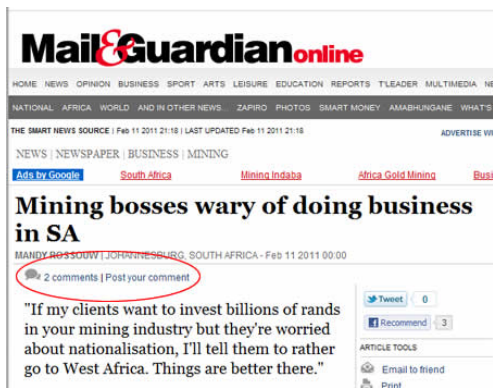 Mail&Guardianonline
HOME NEWS OPINION BUSINESS SPORT ARTS LEISURE EDUCATION REPORTS T'LEADER MULTIMEDIA
NATIONAL AFRICA WORLD AND IN OTHER NEWS... ZAPIRO PHOTOS SMART MONEY AMABHUNGANE WHAT'S
THE SMART NEWS SOURCE | Feb 11 2011 21:18 | LAST UPDATED Feb 11 2011 21:18
ADVERTISE
NEWS | NEWSPAPER | BUSINESS | MINING
Ads by Google South Africa Mining Indaba Africa Gold Mining Busi
Mining bosses wary of doing business
in SA
MANDY ROSSOUW | JOHANNESBURG, SOUTH AFRICA - Feb 11 2011 00:00
2 comments | Post your comment
"If my clients want to invest billions of rands
in your mining industry but they're worried
about nationalisation, I'll tell them to rather
go to West Africa. Things are better there."
Tweet 0
Recommend 3
ARTICLE TOOLS
Email to friend
Print